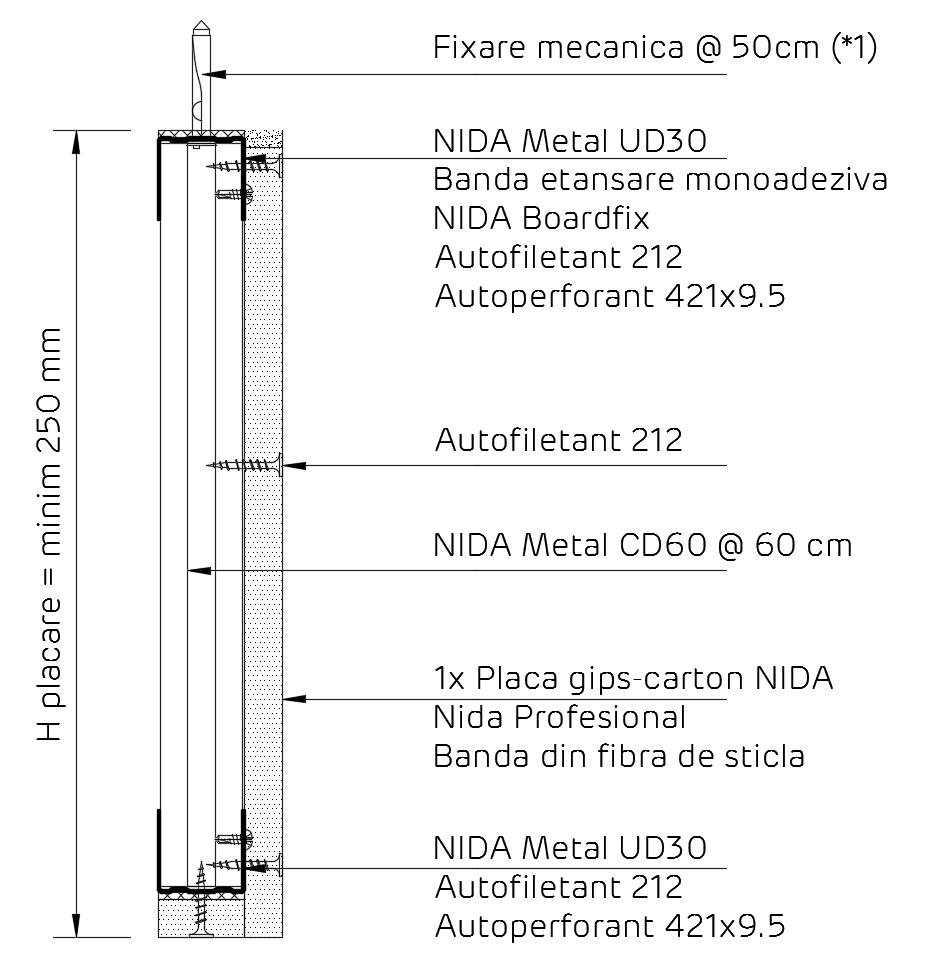 Fixare mecanica @ 50cm (*1)
NIDA Metal UD30
Banda etansare monoadeziva
NIDA Boardfix
Autofiletant 212
Autoperforant 421x9.5
H placare = minim 250 mm
Autofiletant 212
NIDA Metal CD60 @ 60 cm
1x Placa gips-carton NIDA
Nida Profesional
Banda din fibra de sticla
NIDA Metal UD30
Autofiletant 212
Autoperforant 421x9.5